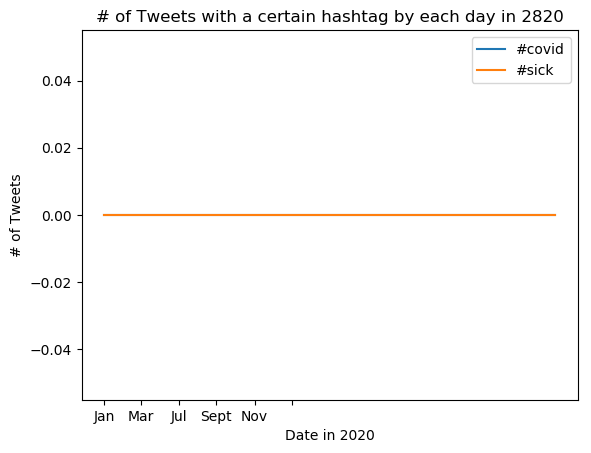 # of Tweets with a certain hashtag by each day in 2820
#covid
#sick
0.04
0.02
0.00
−0.02
−0.04
# of Tweets
Jan Mar Jul Sept Nov
Date in 2020